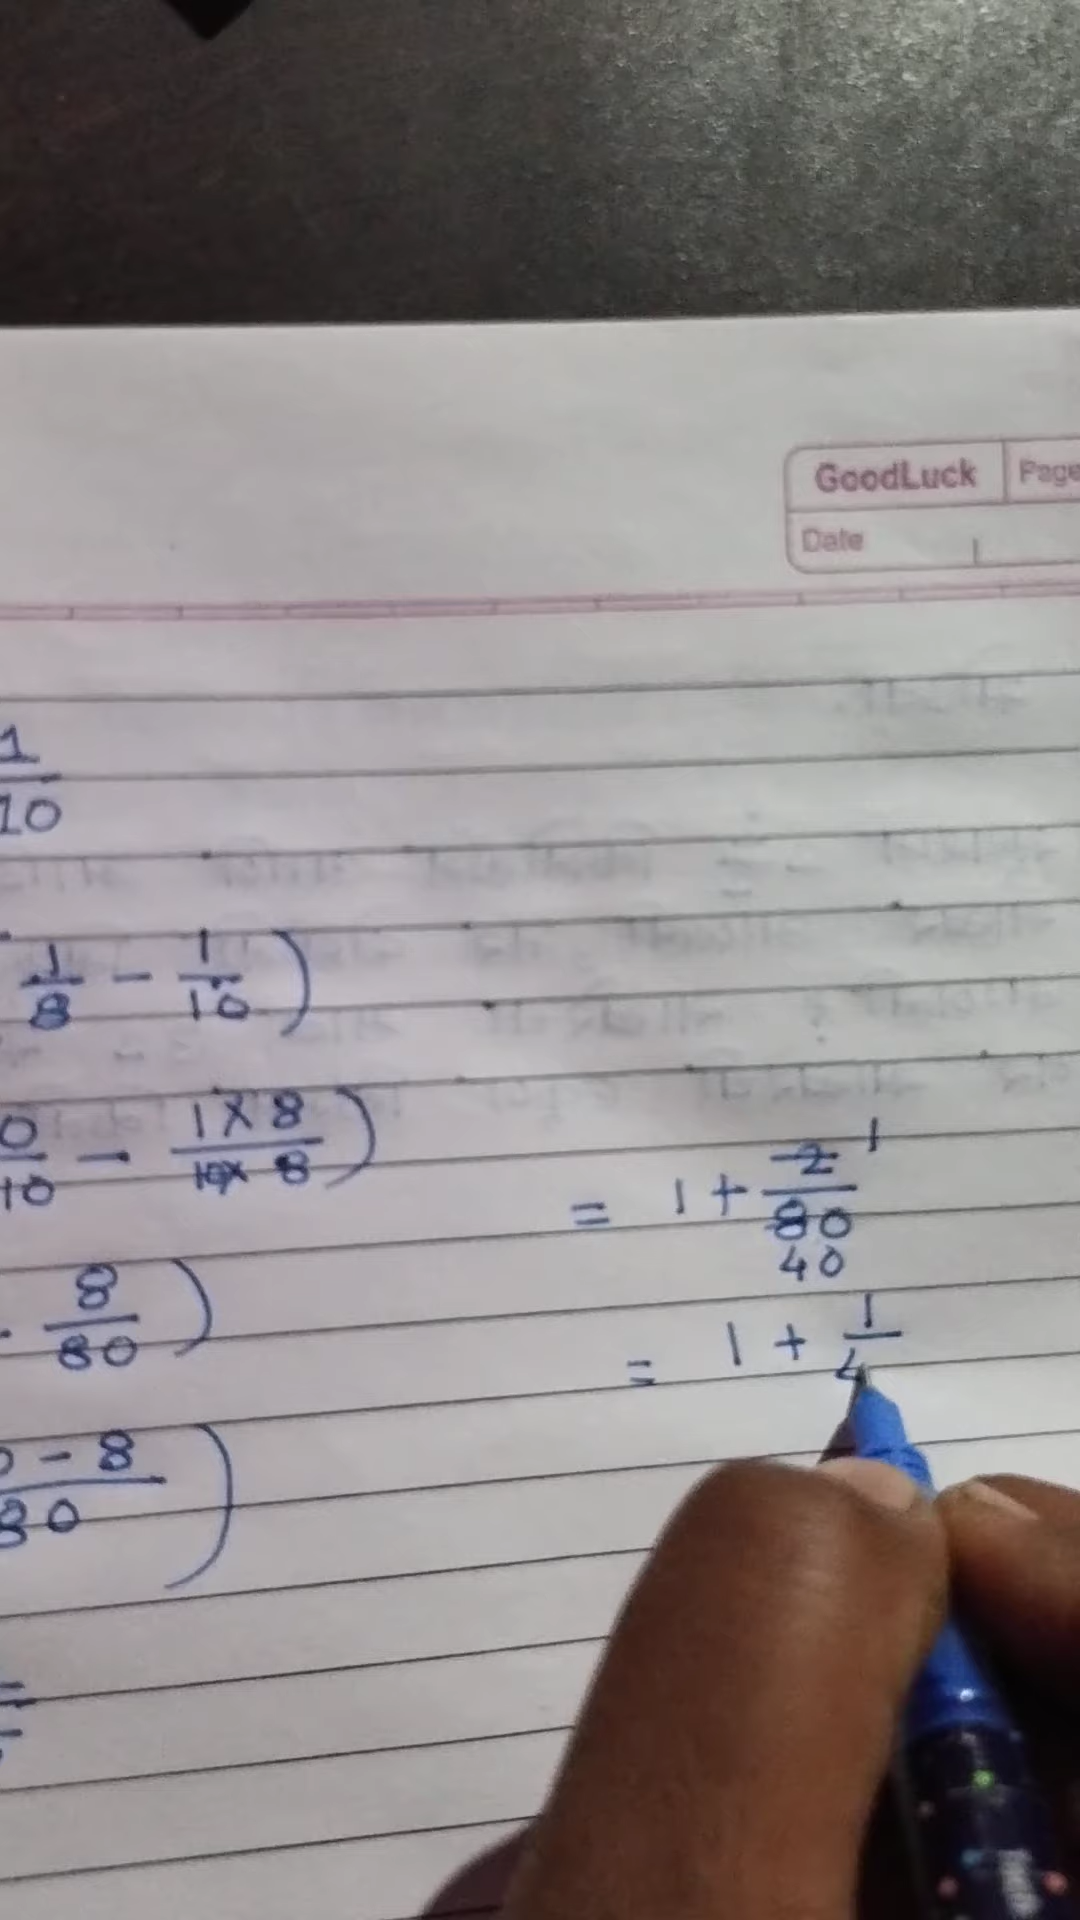 GoodLuck Page
Date
1/10
1/8 - 1/10 )
0/10 - 1 x 8/10 x 8 )
= 1 + 2/80 1
40
- 8/80 )
= 1 + 1/4
0 - 8/80 )
=